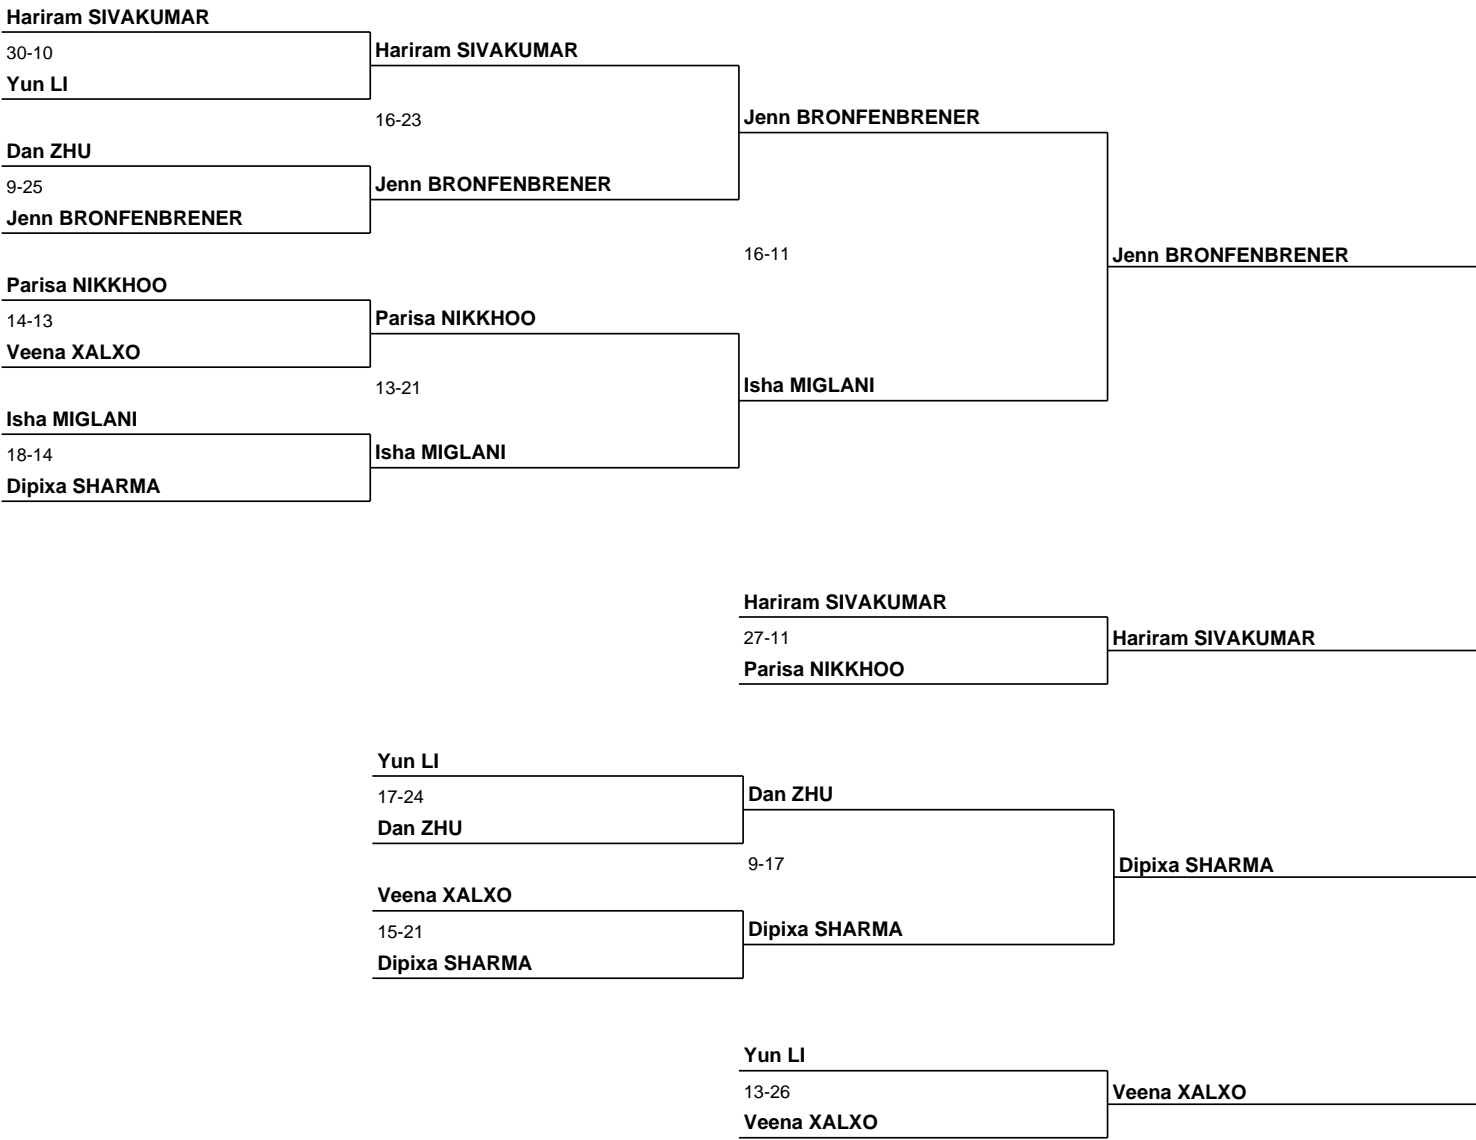 Hariram SIVAKUMAR
30-10
Yun LI
Hariram SIVAKUMAR
16-23
Jenn BRONFENBRENER
Dan ZHU
9-25
Jenn BRONFENBRENER
Jenn BRONFENBRENER
16-11
Jenn BRONFENBRENER
Parisa NIKKHOO
14-13
Veena XALXO
Parisa NIKKHOO
13-21
Isha MIGLANI
Isha MIGLANI
18-14
Dipixa SHARMA
Isha MIGLANI
Hariram SIVAKUMAR
27-11
Parisa NIKKHOO
Hariram SIVAKUMAR
Yun LI
17-24
Dan ZHU
Dan ZHU
9-17
Dipixa SHARMA
Veena XALXO
15-21
Dipixa SHARMA
Dipixa SHARMA
Yun LI
13-26
Veena XALXO
Veena XALXO